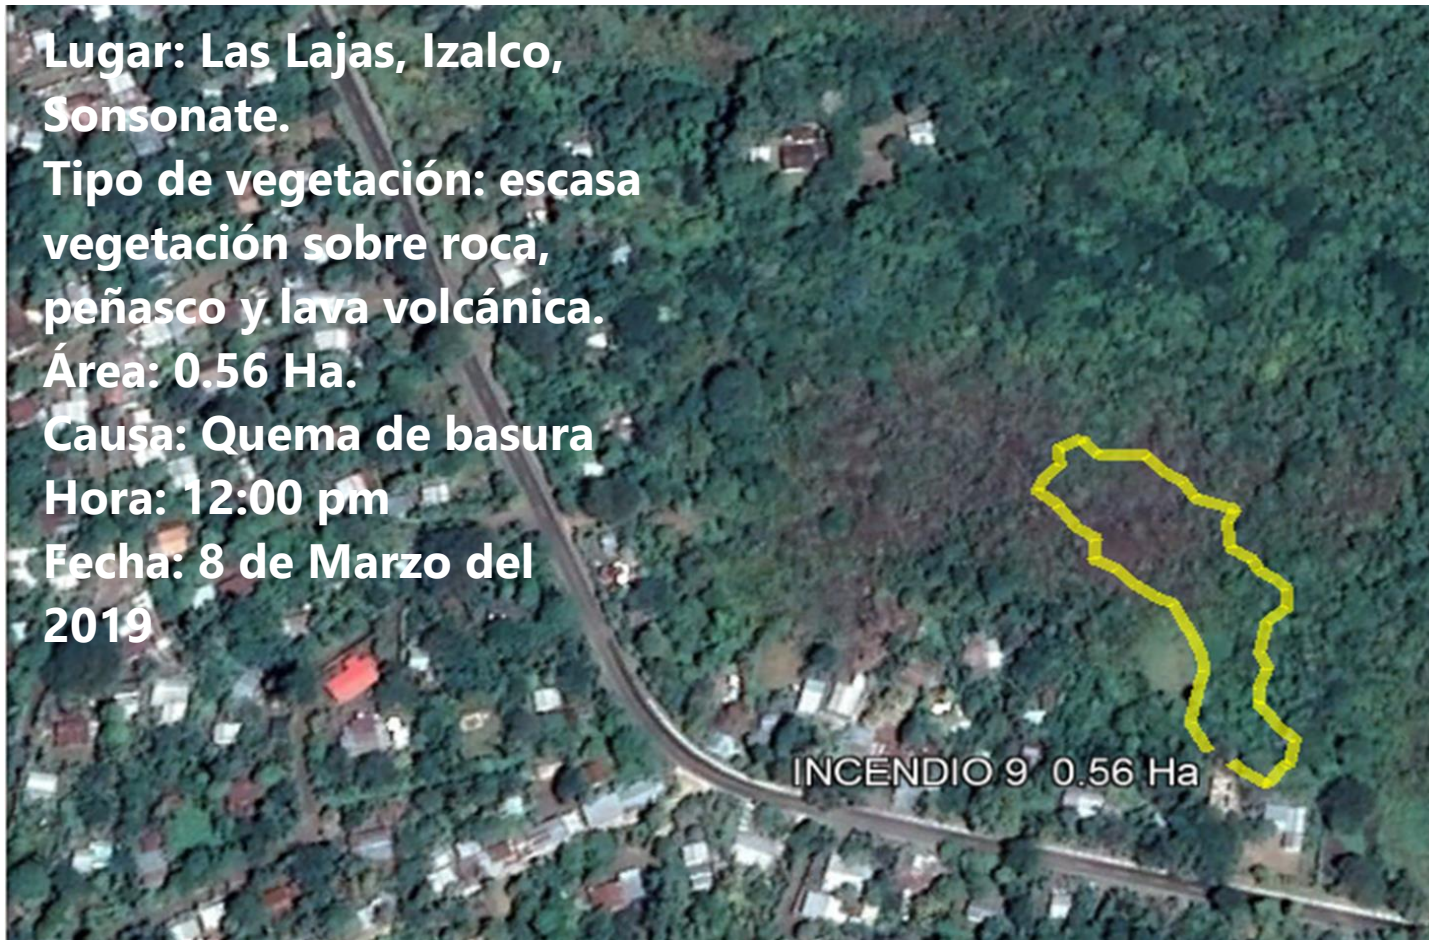 Lugar: Las Lajas, Izalco,
Sonsonate.
Tipo de vegetación: escasa
vegetación sobre roca,
peñasco y lava volcánica.
Área: 0.56 Ha.
Causa: Quema de basura
Hora: 12:00 pm
Fecha: 8 de Marzo del
2019
INCENDIO 9 0.56 Ha